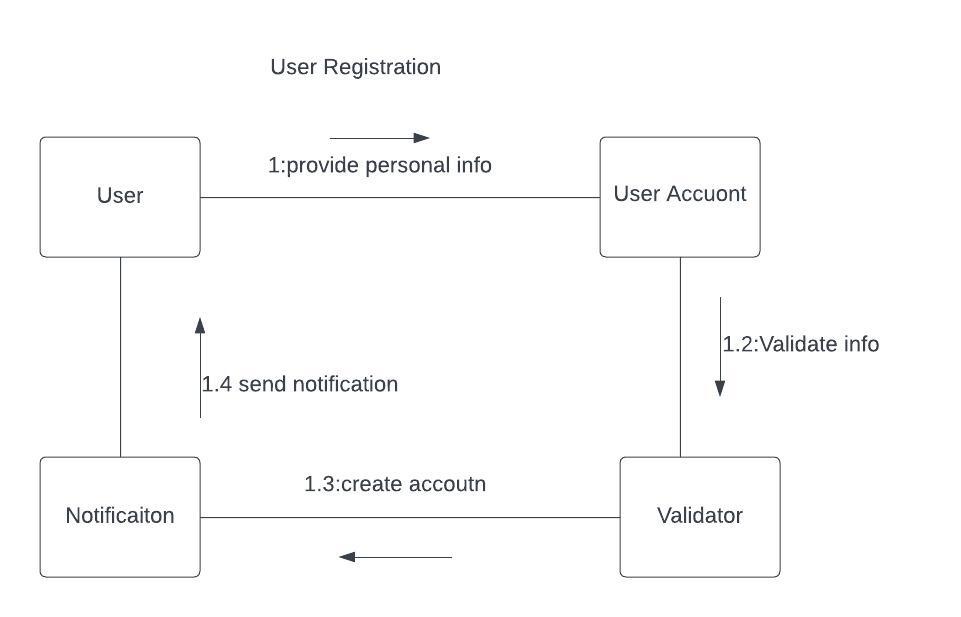 User Registration
1:provide personal info
User
User Accuont
1.2:Validate info
1.4 send notification
1.3:create accoutn
Notificaiton
Validator